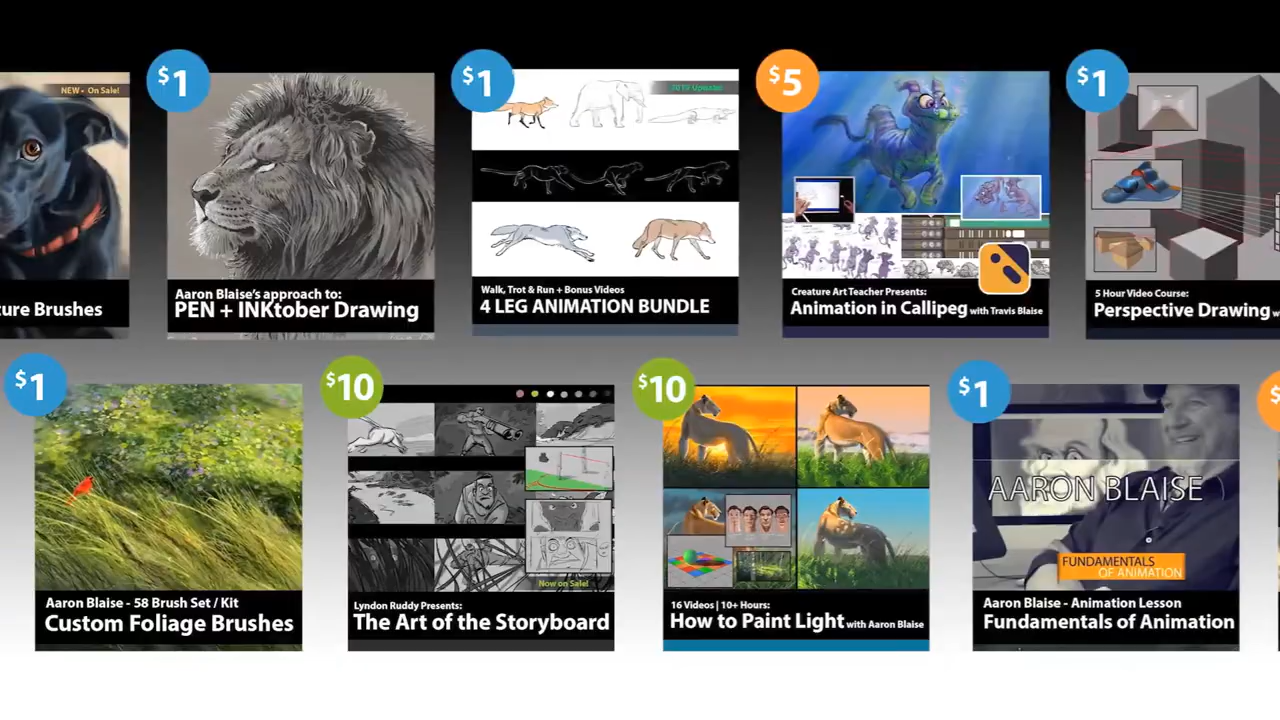 NEW - On Sale!
ure Brushes
$1
Aaron Blaise's approach to:
PEN + INKtober Drawing
$1
Walk, Trot & Run + Bonus Videos
4 LEG ANIMATION BUNDLE
$5
Creature Art Teacher Presents:
Animation in Callipeg with Travis Blaise
$1
5 Hour Video Course:
Perspective Drawing
$1
Aaron Blaise - 58 Brush Set / Kit
Custom Foliage Brushes
$10
Now on Sale!
Lyndon Ruddy Presents:
The Art of the Storyboard
$10
16 Videos | 10+ Hours:
How to Paint Light with Aaron Blaise
$1
AARON BLAISE
FUNDAMENTALS
OF ANIMATION
Aaron Blaise - Animation Lesson
Fundamentals of Animation
$